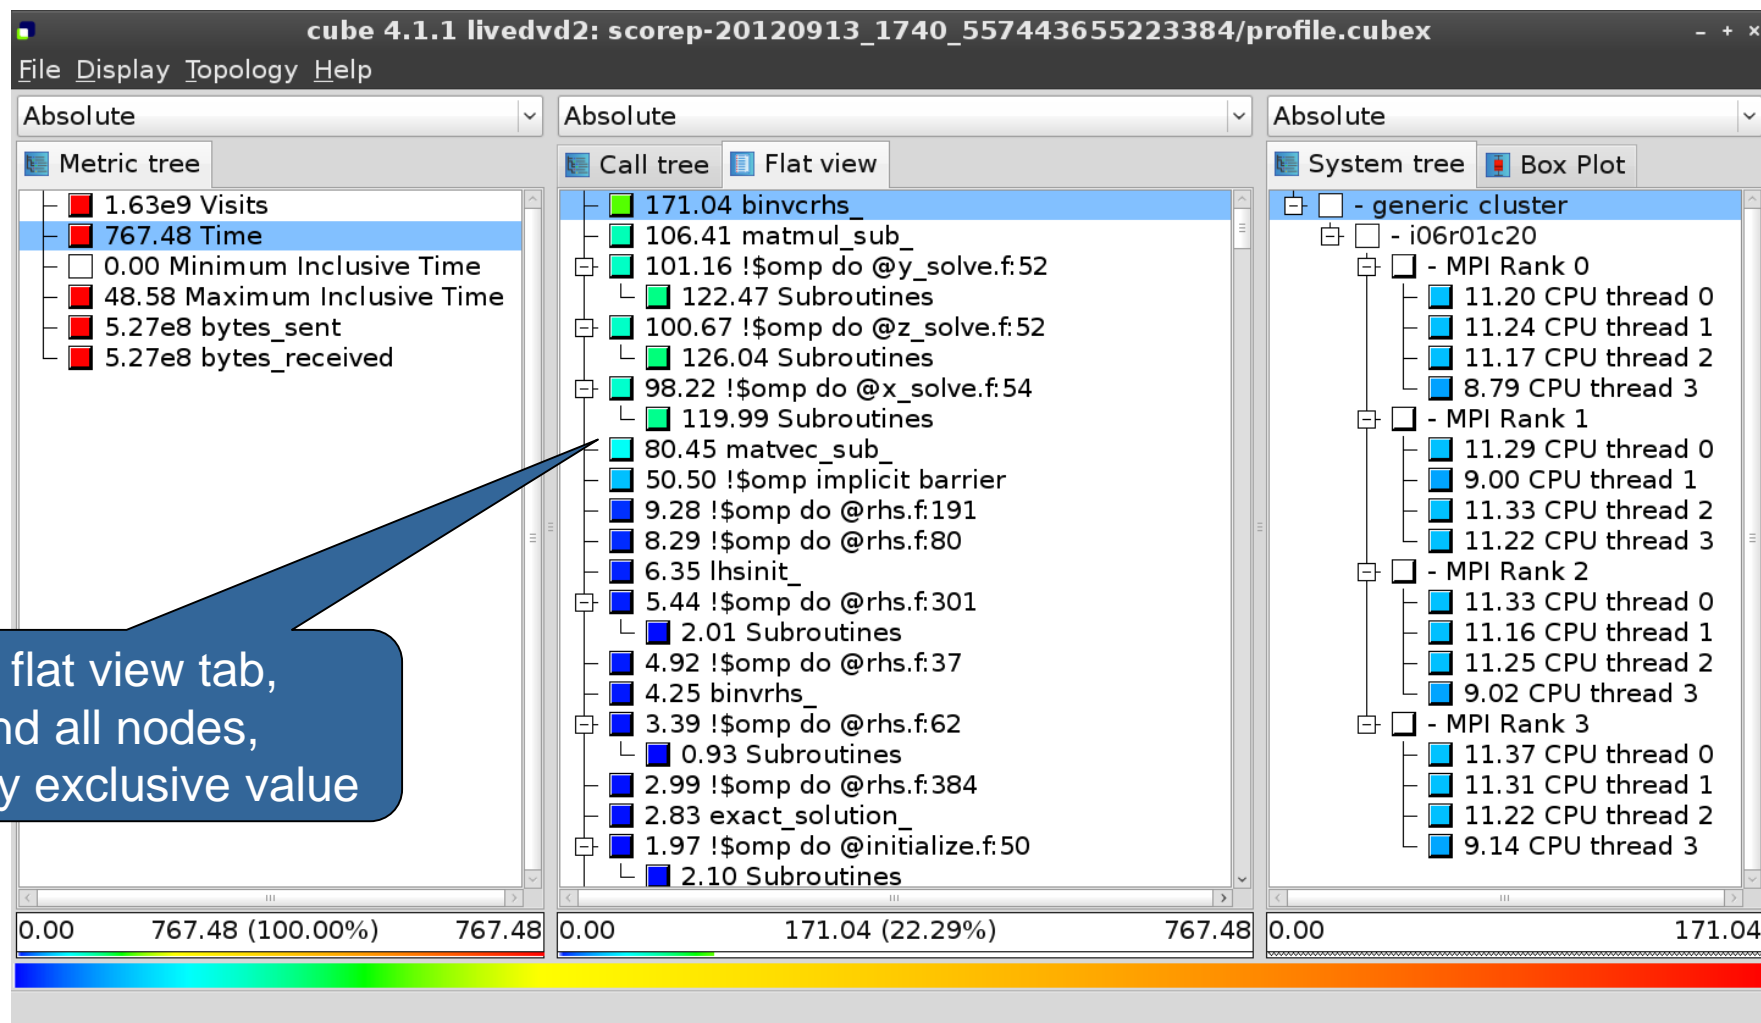 cube 4.1.1 livedvd2: scorep-20120913_1740_557443655223384/profile.cubex
File Display Topology Help
Absolute
Metric tree
1.63e9 Visits
767.48 Time
0.00 Minimum Inclusive Time
48.58 Maximum Inclusive Time
5.27e8 bytes_sent
5.27e8 bytes_received
flat view tab,
all nodes,
exclusive value
0.00 767.48 (100.00%) 767.48
Absolute
Call tree Flat view
171.04 binvcrhs_
106.41 matmul_sub_
101.16 !$omp do @y_solve.f:52
122.47 Subroutines
100.67 !$omp do @z_solve.f:52
126.04 Subroutines
98.22 !$omp do @x_solve.f:54
119.99 Subroutines
80.45 matvec_sub_
50.50 !$omp implicit barrier
9.28 !$omp do @rhs.f:191
8.29 !$omp do @rhs.f:80
6.35 lhsinit_
5.44 !$omp do @rhs.f:301
2.01 Subroutines
4.92 !$omp do @rhs.f:37
4.25 binvrhs_
3.39 !$omp do @rhs.f:62
0.93 Subroutines
2.99 !$omp do @rhs.f:384
2.83 exact_solution_
1.97 !$omp do @initialize.f:50
2.10 Subroutines
0.00 171.04 (22.29%) 767.48
Absolute
System tree Box Plot
- generic cluster
- i06r01c20
- MPI Rank 0
11.20 CPU thread 0
11.24 CPU thread 1
11.17 CPU thread 2
8.79 CPU thread 3
- MPI Rank 1
11.29 CPU thread 0
9.00 CPU thread 1
11.33 CPU thread 2
11.22 CPU thread 3
- MPI Rank 2
11.33 CPU thread 0
11.16 CPU thread 1
11.25 CPU thread 2
9.02 CPU thread 3
- MPI Rank 3
11.37 CPU thread 0
11.31 CPU thread 1
11.22 CPU thread 2
9.14 CPU thread 3
0.00 171.04